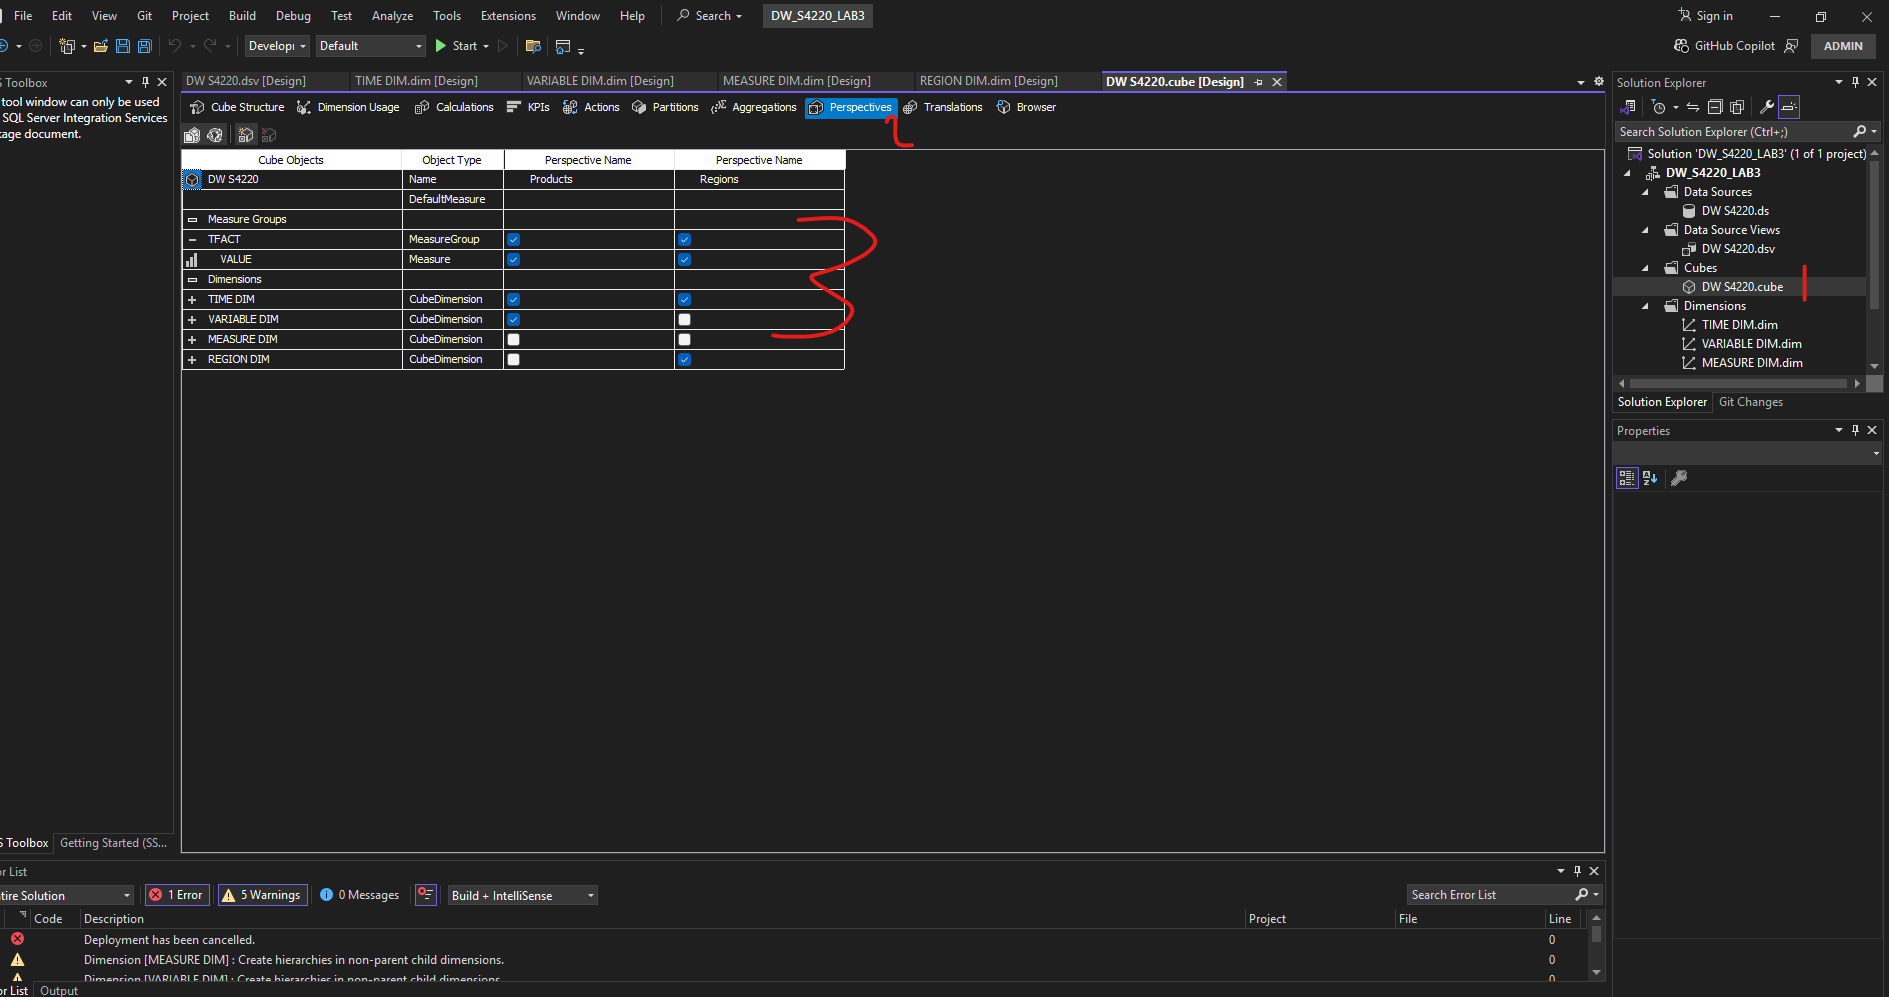 File Edit View Git Project Build Debug Test Analyze Tools Extensions Window Help Search DW_S4220_LAB3 Sign in
Default Start GitHub Copilot ADMIN
Toolbox
tool window can only be used
SQL Server Integration Services
document.
S Toolbox Getting Started (SS...
DW S4220.dsv [Design] TIME DIM.dim [Design] VARIABLE DIM.dim [Design] MEASURE DIM.dim [Design] REGION DIM.dim [Design] DW S4220.cube [Design]
Cube Structure Dimension Usage Calculations KPIs Actions Partitions Aggregations Perspectives Translations Browser
Cube Objects Object Type Perspective Name Perspective Name
DW S4220 Name Products Regions
DefaultMeasure
Measure Groups
TFACT MeasureGroup
VALUE Measure
Dimensions
TIME DIM CubeDimension
VARIABLE DIM CubeDimension
MEASURE DIM CubeDimension
REGION DIM CubeDimension
Solution Explorer
Search Solution Explorer (Ctrl+;)
Solution 'DW_S4220_LAB3' (1 of 1 project)
DW_S4220_LAB3
Data Sources
DW S4220.ds
Data Source Views
DW S4220.dsv
Cubes
DW S4220.cube
Dimensions
TIME DIM.dim
VARIABLE DIM.dim
MEASURE DIM.dim
Solution Explorer Git Changes
Properties
List
Solution 1 Error 5 Warnings 0 Messages Build + IntelliSense Search Error List
Code Description Project File Line
Deployment has been cancelled. 0
Dimension [MEASURE DIM] : Create hierarchies in non-parent child dimensions. 0
Dimension [VARIABLE DIM] : Create hierarchies in non-parent child dimensions. 0
List Output